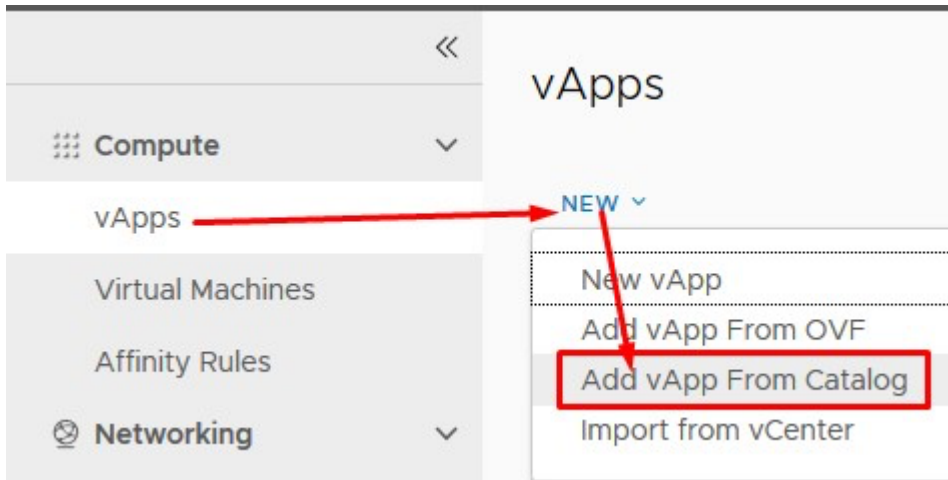 vApps
Compute
vApps
NEW
New vApp
Virtual Machines
Add vApp From OVF
Affinity Rules
Add vApp From Catalog
Networking
Import from vCenter